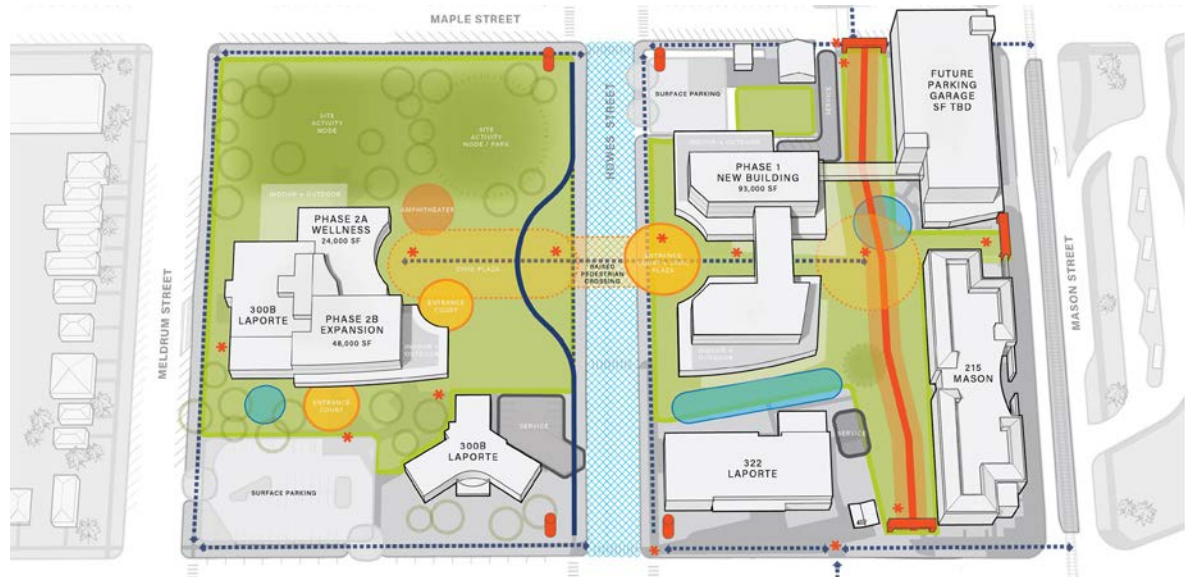 MAPLE STREET
HOWES STREET
MELDRUM STREET
MASON STREET
SITE
ACTIVITY
NODE
SITE
ACTIVITY
NODE / PARK
INDOOR + OUTDOOR
AMPHITHEATER
PHASE 2A
WELLNESS
24,000 SF
300B
LAPORTE
PHASE 2B
EXPANSION
48,000 SF
ENTRANCE
COURT
ENTRANCE
COURT
RAISED
PEDESTRIAN
CROSSING
300B
LAPORTE
SERVICE
SURFACE PARKING
SURFACE PARKING
SERVICE
PHASE 1
NEW BUILDING
93,000 SF
FUTURE
PARKING
GARAGE
SF TBD
ENTRANCE
PLAZA
215
MASON
322
LAPORTE
SERVICE